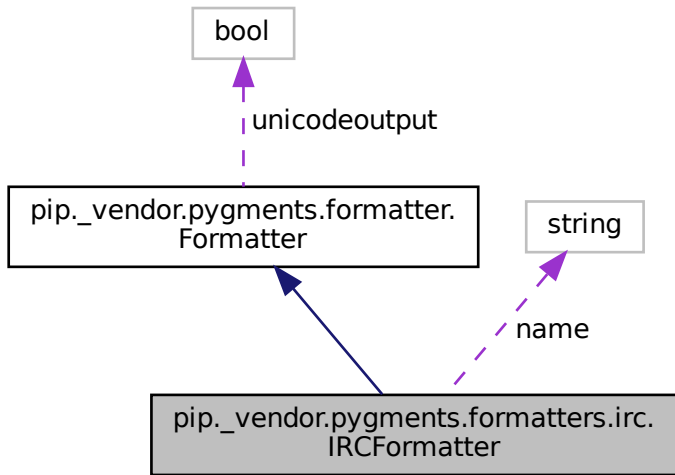 bool
unicodeoutput
pip._vendor.pygments.formatter.
Formatter
string
name
pip._vendor.pygments.formatters.irc.
IRCFormatter